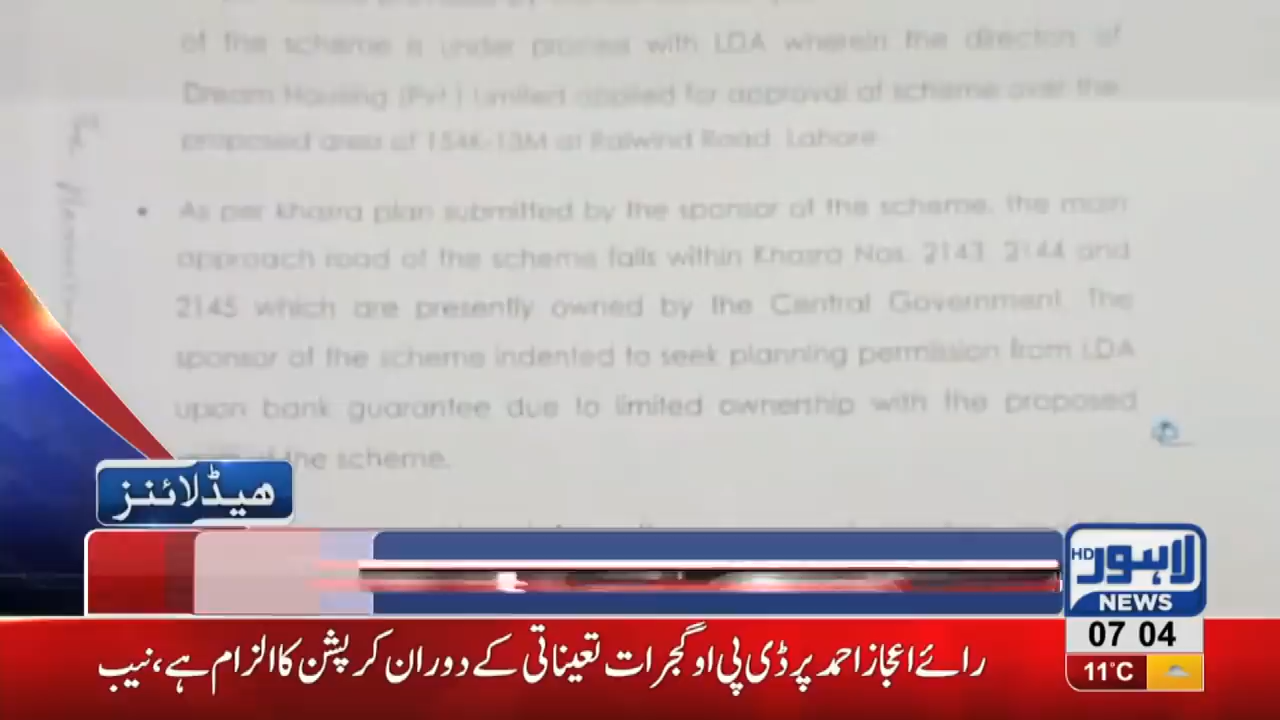 of the scheme is under process with LDA wherein the directors of
Dream Housing (Pvt.) Limited applied for approval of scheme over the
proposed area of 154K-13M at Raiwind Road, Lahore
• As per khasra plan submitted by the sponsor of the scheme, the main
approach road of the scheme falls within Khasra Nos. 2143, 2144 and
2145 which are presently owned by the Central Government. The
sponsor of the scheme indented to seek planning permission from LDA
upon bank guarantee due to limited ownership with the proposed
of the scheme.
ھیڈلائنز
HD
لاہور
NEWS
07 04
11°C
رائے اعجاز احمد پر ڈی پی او گجرات تعیناتی کے دوران کرپشن کا الزام ہے، نیب